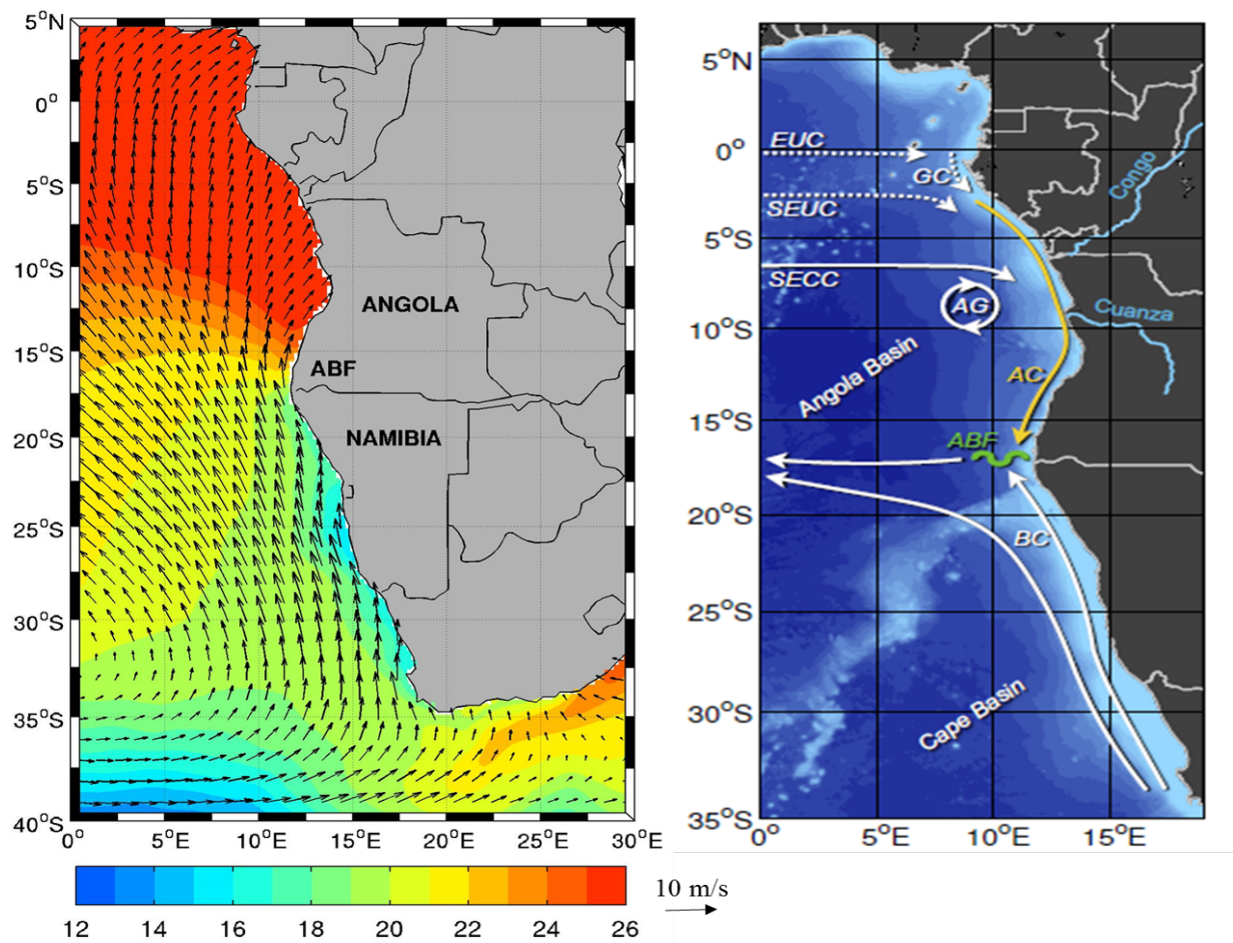 5°N
0°
5°S
10°S
15°S
20°S
25°S
30°S
35°S
40°S
ANGOLA
ABF
NAMIBIA
0° 5°E 10°E 15°E 20°E 25°E 30°E
12 14 16 18 20 22 24 26
10 m/s
5°N
0°
5°S
10°S
15°S
20°S
25°S
30°S
35°S
EUC
GC
SEUC
Congo
SECC
AG
Cuanza
Angola Basin
AC
ABF
BC
Cape Basin
0° 5°E 10°E 15°E